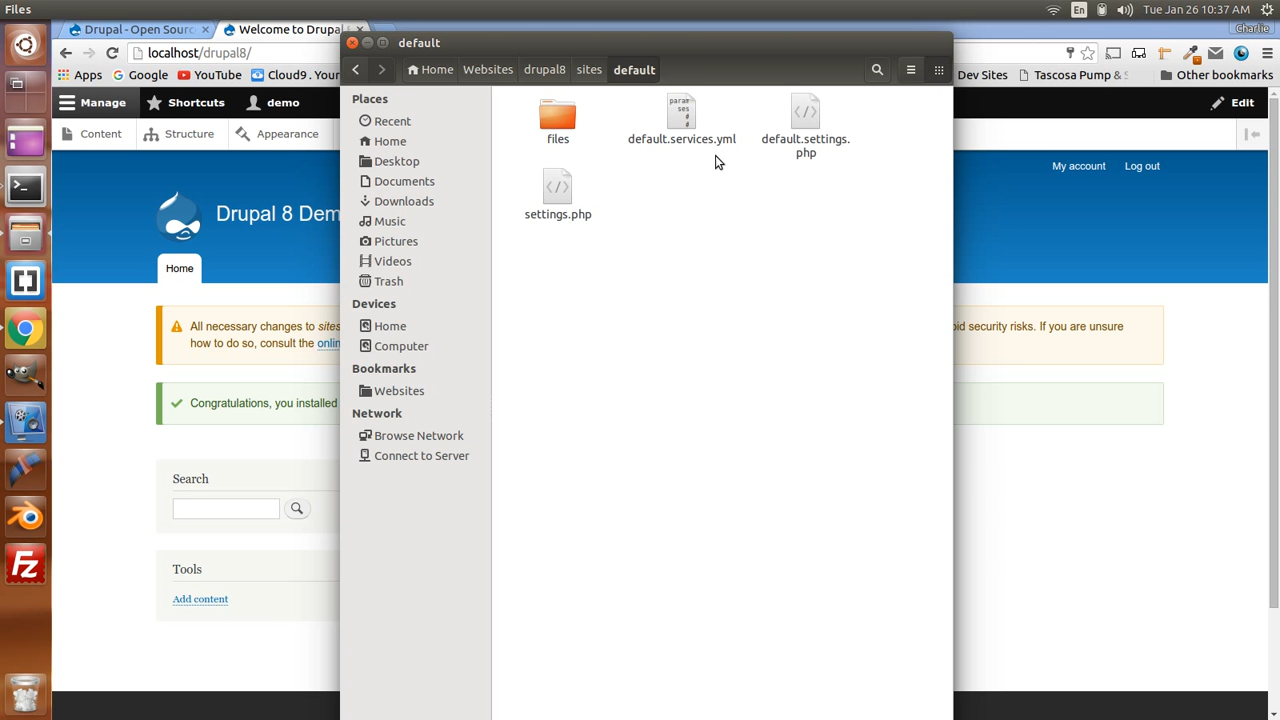 Files
En
Tue Jan 26 10:37 AM
Drupal - Open Sourc
Welcome to Drupal
Charlie
localhost/drupal8/
Apps
Google
YouTube
Cloud9 . Your
Dev Sites
Tascosa Pump &
Other bookmarks
Manage
Shortcuts
demo
Edit
Content
Structure
Appearance
My account
Log out
Drupal 8 Dem
Home
All necessary changes to sites
oid security risks. If you are unsure
how to do so, consult the onlin
Congratulations, you installed
Search
Tools
Add content
default
Home
Websites
drupal8
sites
default
Places
Recent
Home
Desktop
Documents
Downloads
Music
Pictures
Videos
Trash
Devices
Home
Computer
Bookmarks
Websites
Network
Browse Network
Connect to Server
files
default.services.yml
default.settings.
php
settings.php